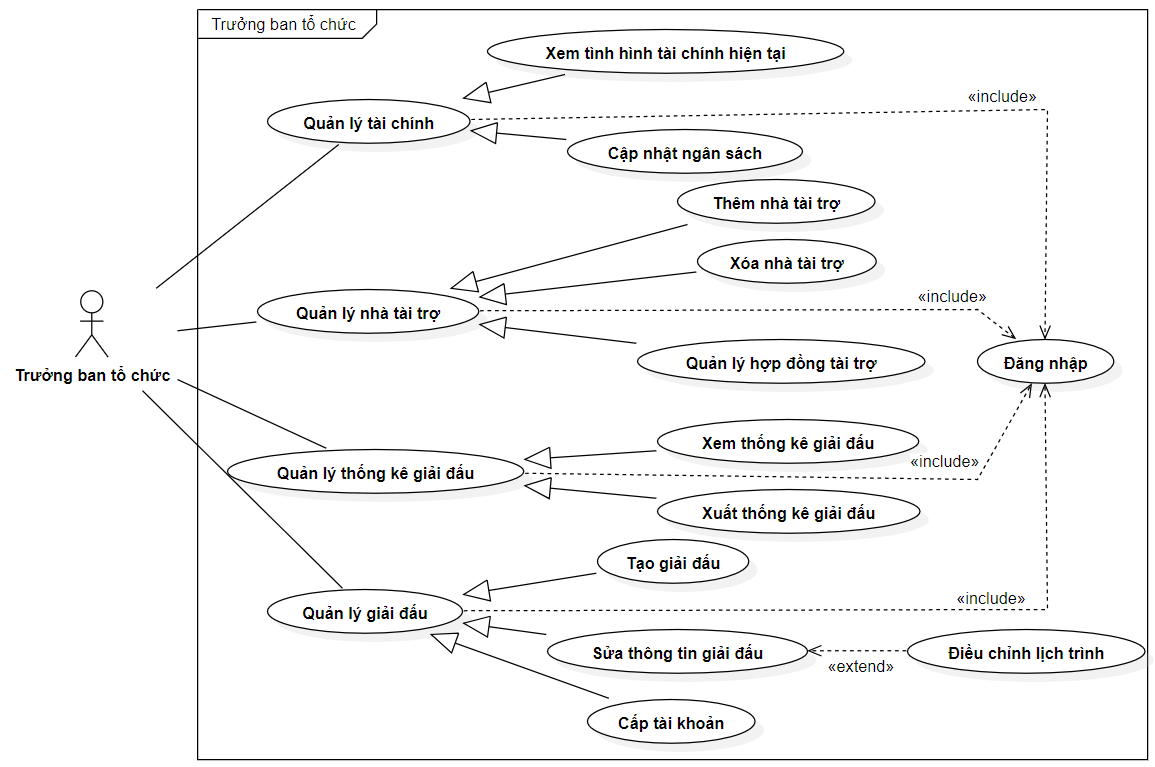 Trưởng ban tổ chức
Xem tình hình tài chính hiện tại
«include»
Quản lý tài chính
Cập nhật ngân sách
Thêm nhà tài trợ
Xóa nhà tài trợ
«include»
Quản lý nhà tài trợ
Quản lý hợp đồng tài trợ
Đăng nhập
Trưởng ban tổ chức
Xem thống kê giải đấu
«include»
Quản lý thống kê giải đấu
Xuất thống kê giải đấu
Tạo giải đấu
«include»
Quản lý giải đấu
Sửa thông tin giải đấu
«extend»
Điều chỉnh lịch trình
Cấp tài khoản